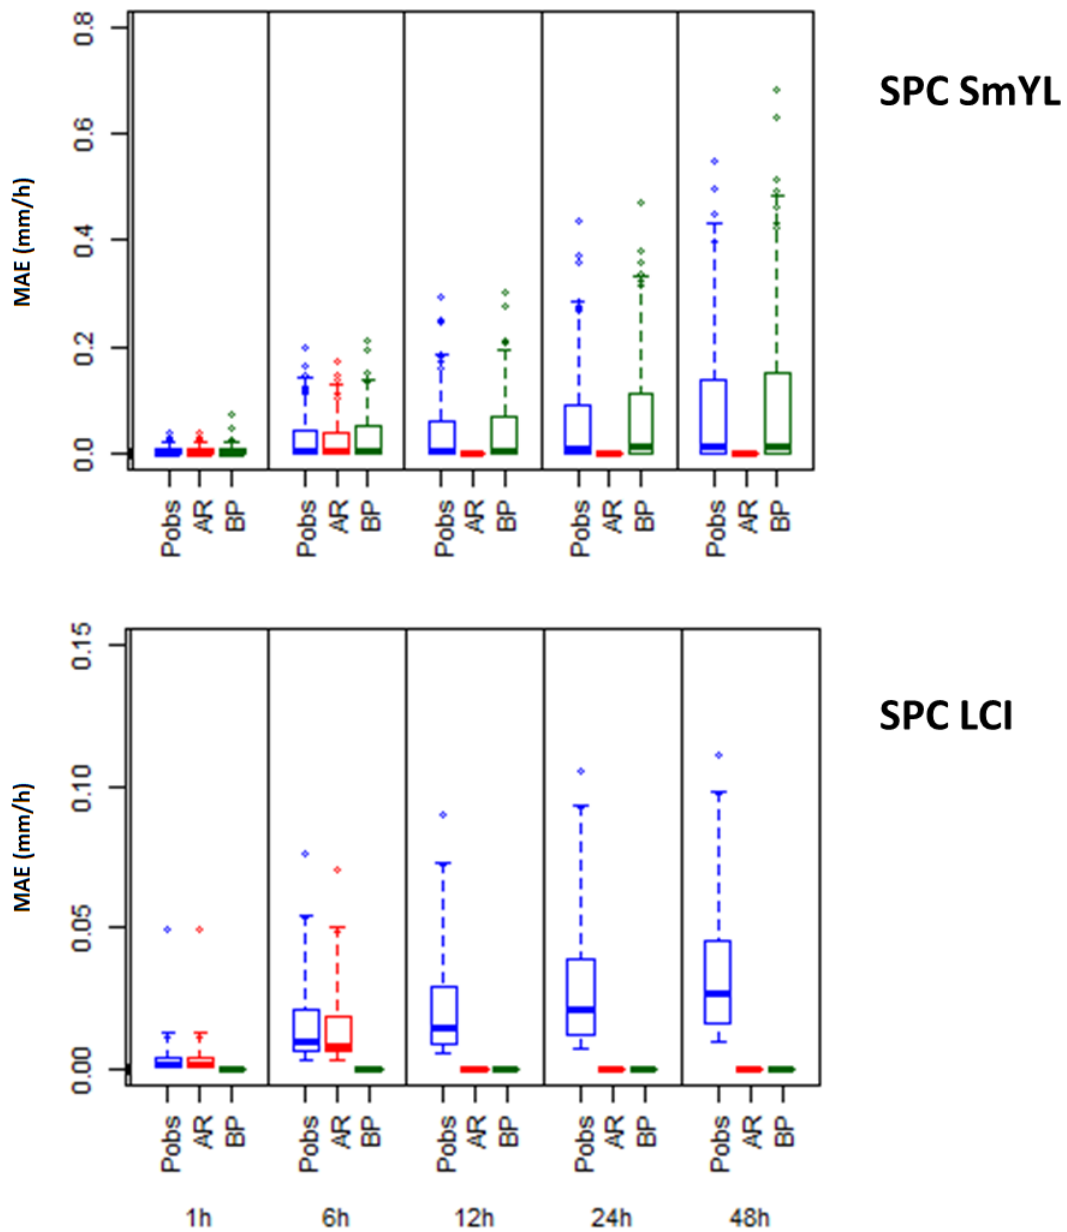 SPC SmYL
MAE (mm/h)
0.8
0.6
0.4
0.2
0.0
Pobs AR BP Pobs AR BP Pobs AR BP Pobs AR BP Pobs AR BP
SPC LCI
MAE (mm/h)
0.15
0.10
0.05
0.00
Pobs AR BP Pobs AR BP Pobs AR BP Pobs AR BP Pobs AR BP
1h 6h 12h 24h 48h